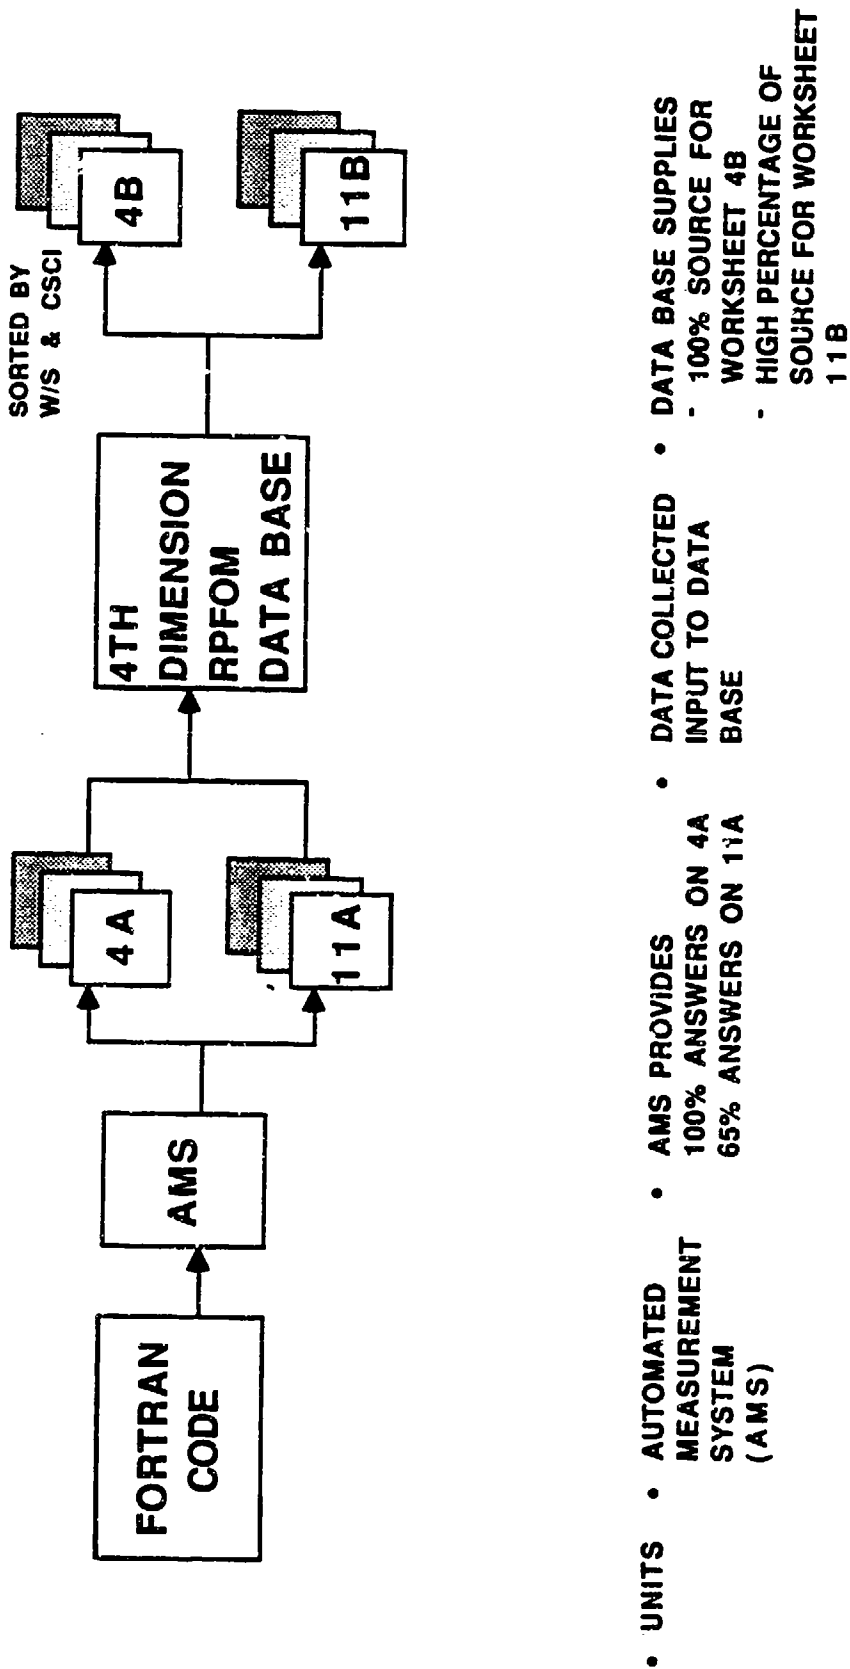 SORTED BY
W/S & CSCI
FORTRAN
CODE
AMS
4A
11A
4TH
DIMENSION
RPFOM
DATA BASE
4B
11B
• UNITS
• AUTOMATED
MEASUREMENT
SYSTEM
(AMS)
• AMS PROVIDES
100% ANSWERS ON 4A
65% ANSWERS ON 11A
• DATA COLLECTED
INPUT TO DATA
BASE
• DATA BASE SUPPLIES
- 100% SOURCE FOR
WORKSHEET 4B
- HIGH PERCENTAGE OF
SOURCE FOR WORKSHEET
11B